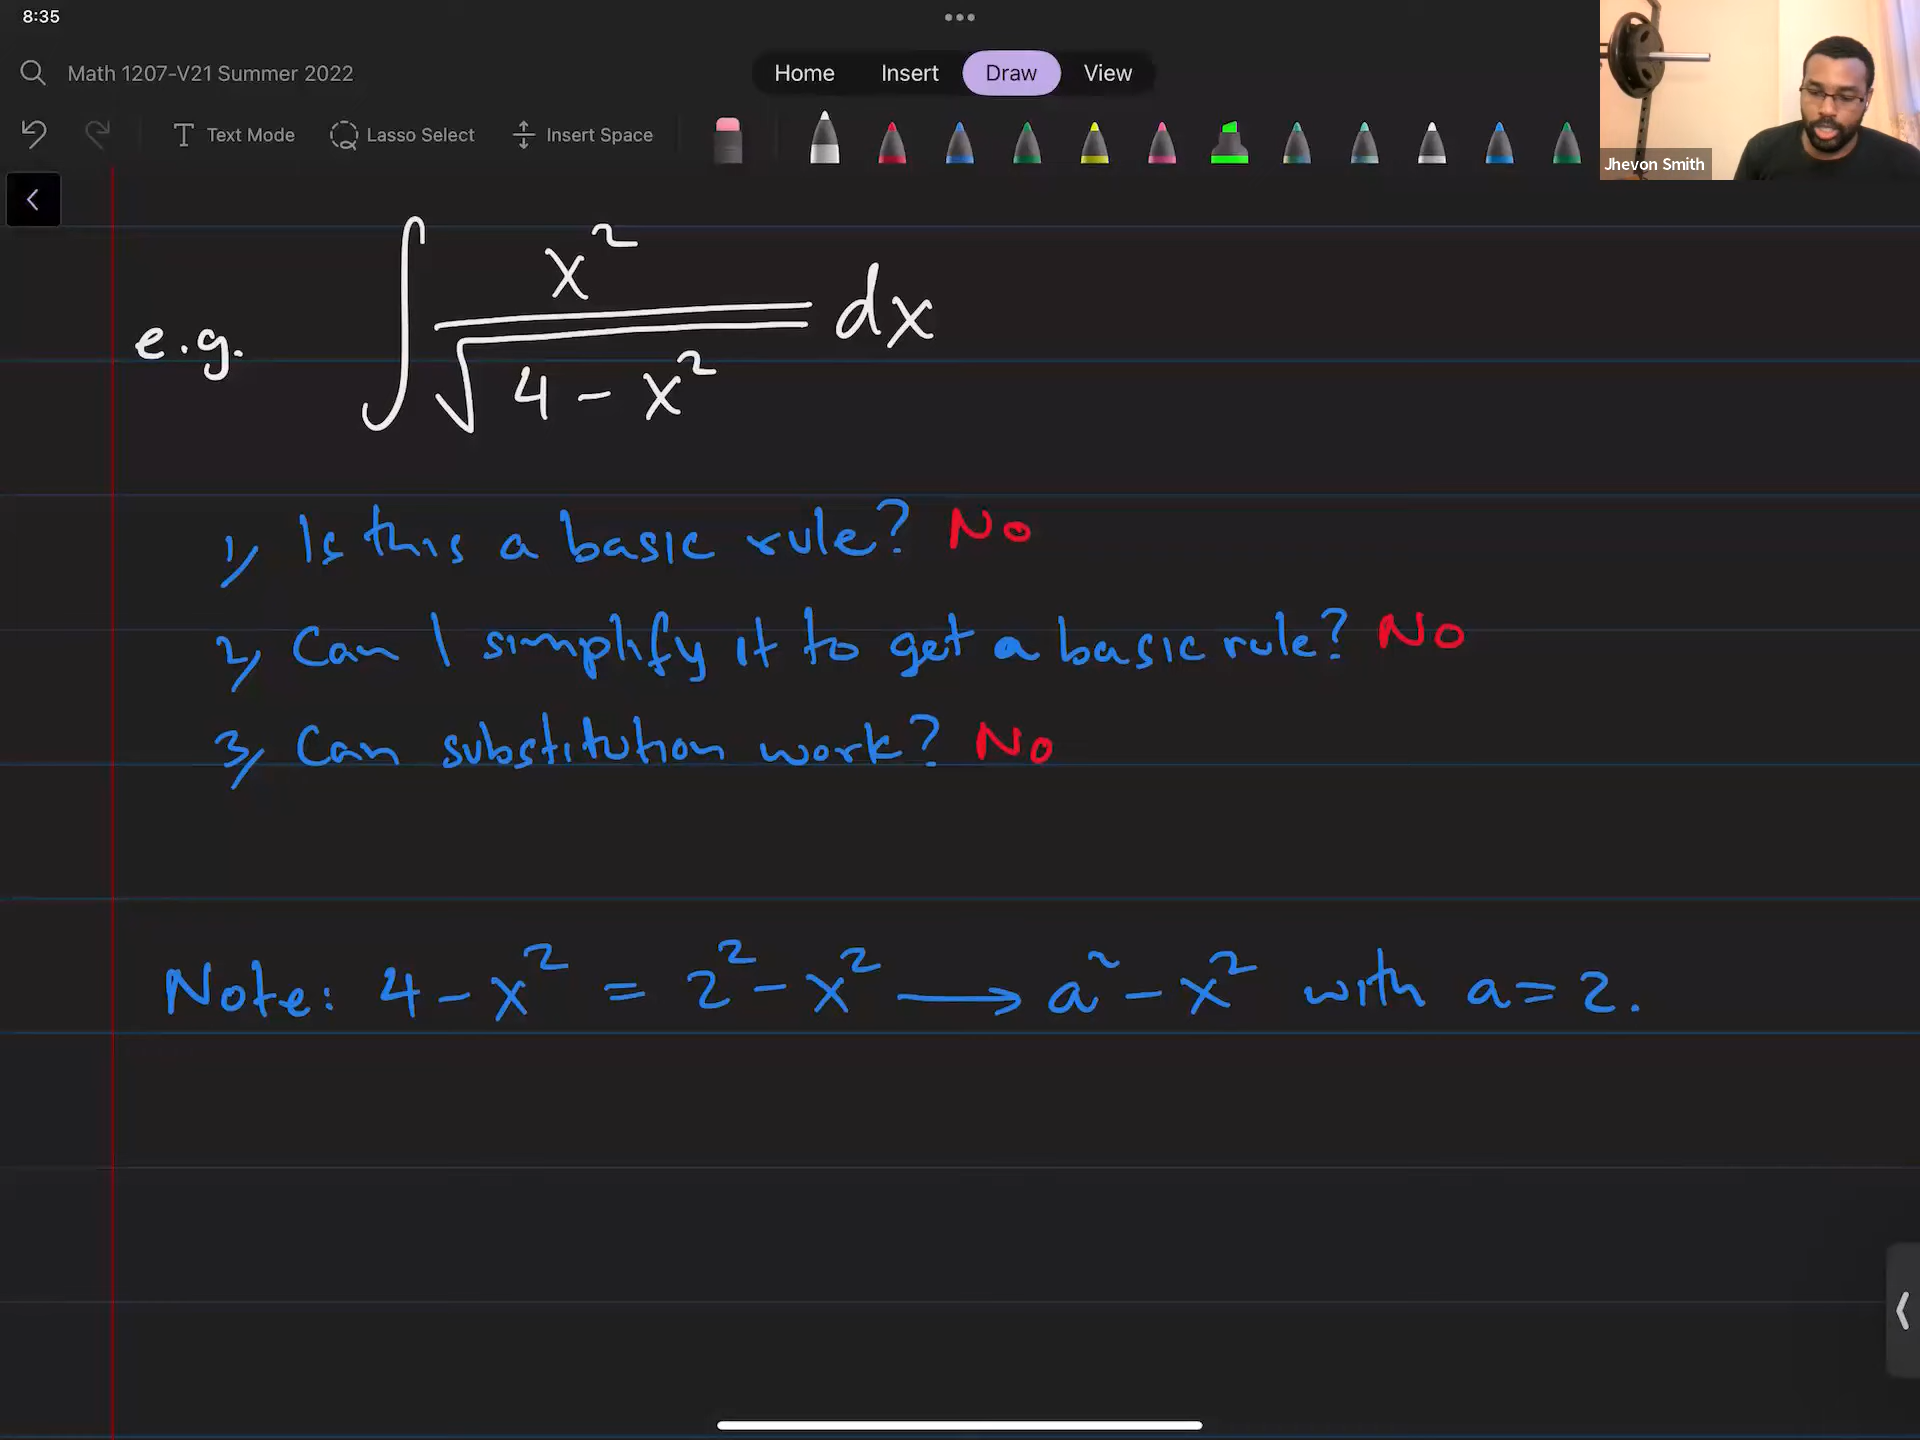 8:35
Math 1207-V21 Summer 2022
Home Insert Draw View
Text Mode Lasso Select Insert Space
Jhevon Smith
e.g. ∫ x² / √(4 - x²) dx
1, Is this a basic rule? No
2, Can I simplify it to get a basic rule? No
3, Can substitution work? No
Note: 4 - x² = 2² - x² ⟶ a² - x² with a = 2.